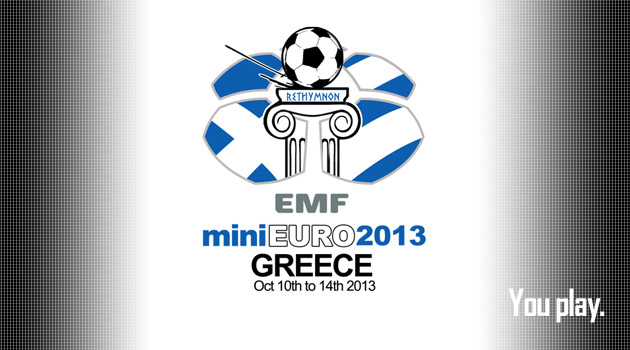 RETHYMNON
EMF
miniEURO2013
GREECE
Oct 10th to 14th 2013
You play.